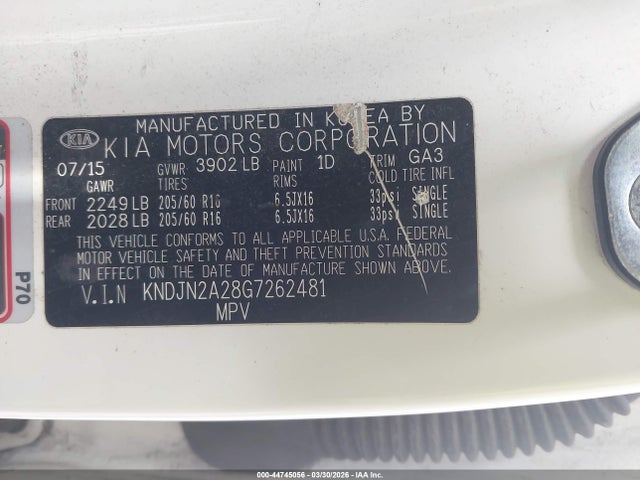 MANUFACTURED IN KOREA BY
KIA KIA MOTORS CORPORATION
07/15 GVWR 3902 LB PAINT 1D TRIM GA3
GAWR TIRES RIMS COLD TIRE INFL
FRONT 2249 LB 205/60 R16 6.5JX16 33psi SINGLE
REAR 2028 LB 205/60 R16 6.5JX16 33psi SINGLE
THIS VEHICLE CONFORMS TO ALL APPLICABLE U.S.A. FEDERAL
MOTOR VEHICLE SAFETY AND THEFT PREVENTION STANDARDS
IN EFFECT ON THE DATE OF MANUFACTURE SHOWN ABOVE.
V.I.N KNDJN2A28G7262481
MPV
P70
000-44745056 | 03/30/2026 - IAAI, Inc.